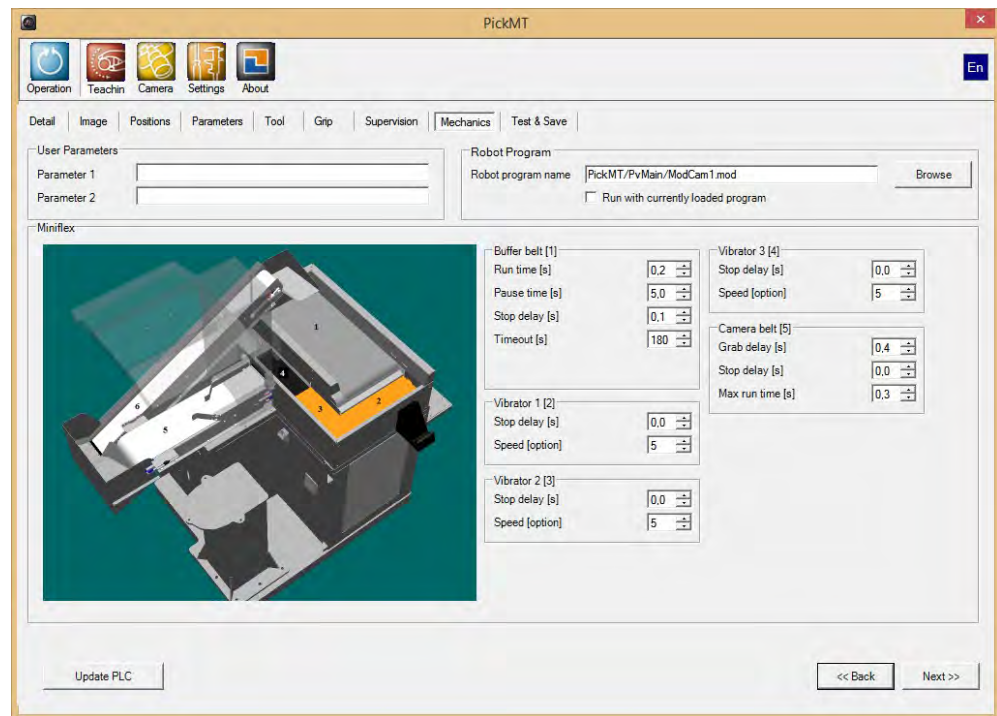 PickMT
Operation Teachin Camera Settings About
En
Detail Image Positions Parameters Tool Grip Supervision Mechanics Test & Save
User Parameters
Parameter 1
Parameter 2
Robot Program
Robot program name PickMT/PvMain/ModCam1.mod Browse
Run with currently loaded program
Miniflex
1
2
3
4
5
6
Buffer belt [1]
Run time [s] 0,2
Pause time [s] 5,0
Stop delay [s] 0,1
Timeout [s] 180
Vibrator 1 [2]
Stop delay [s] 0,0
Speed [option] 5
Vibrator 2 [3]
Stop delay [s] 0,0
Speed [option] 5
Vibrator 3 [4]
Stop delay [s] 0,0
Speed [option] 5
Camera belt [5]
Grab delay [s] 0,4
Stop delay [s] 0,0
Max run time [s] 0,3
Update PLC
<< Back Next >>